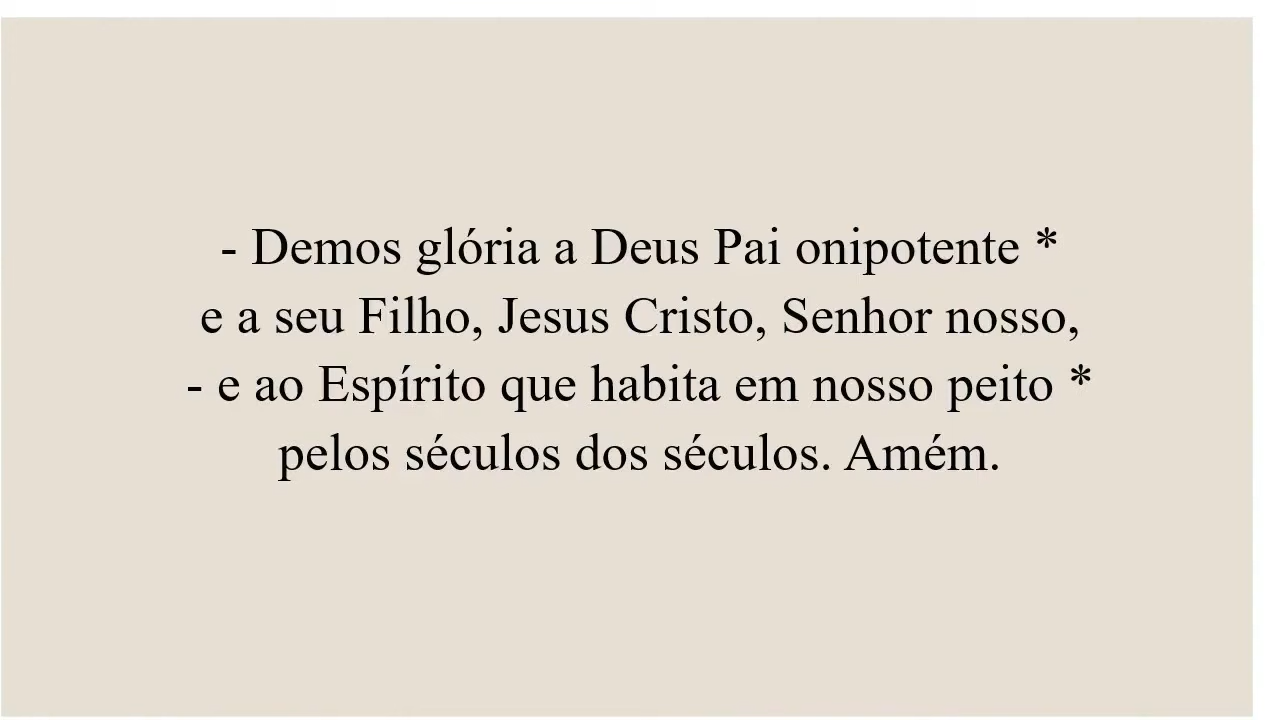 - Demos glória a Deus Pai onipotente *
e a seu Filho, Jesus Cristo, Senhor nosso,
- e ao Espírito que habita em nosso peito *
pelos séculos dos séculos. Amém.